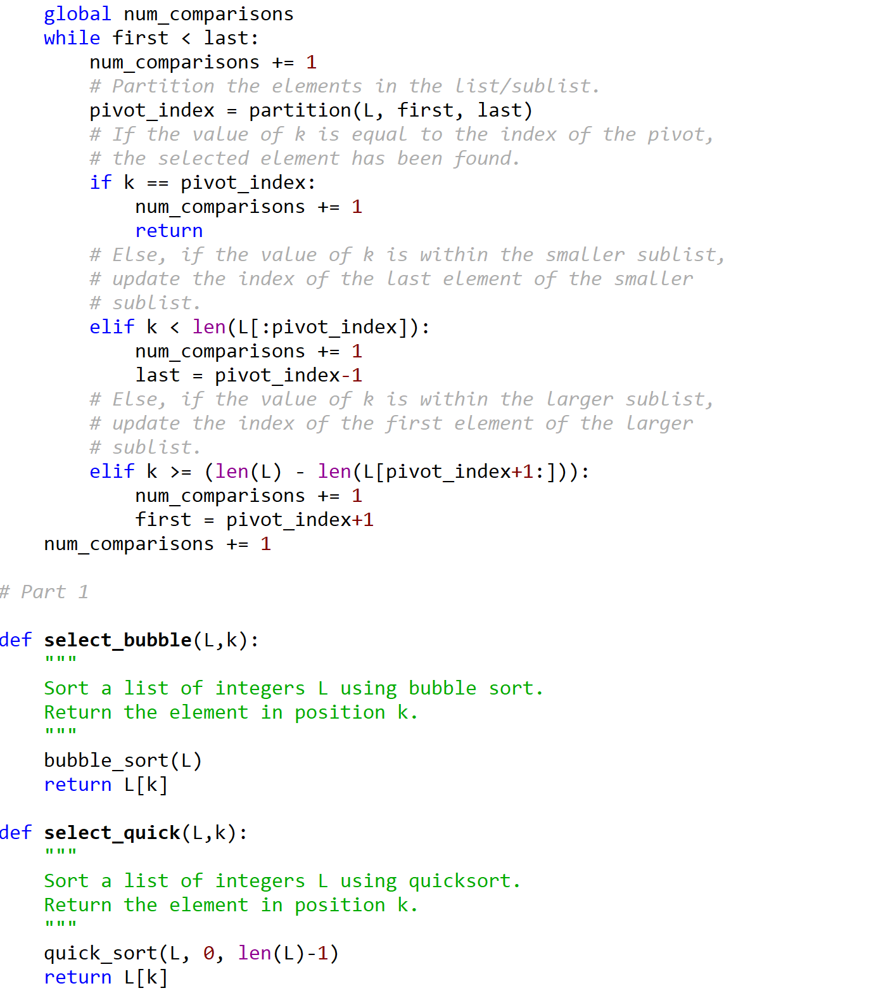 global num_comparisons
    while first < last:
        num_comparisons += 1
        # Partition the elements in the list/sublist.
        pivot_index = partition(L, first, last)
        # If the value of k is equal to the index of the pivot,
        # the selected element has been found.
        if k == pivot_index:
            num_comparisons += 1
            return
        # Else, if the value of k is within the smaller sublist,
        # update the index of the last element of the smaller
        # sublist.
        elif k < len(L[:pivot_index]):
            num_comparisons += 1
            last = pivot_index-1
        # Else, if the value of k is within the larger sublist,
        # update the index of the first element of the larger
        # sublist.
        elif k >= (len(L) - len(L[pivot_index+1:])):
            num_comparisons += 1
            first = pivot_index+1
    num_comparisons += 1

# Part 1

def select_bubble(L,k):
    """
    Sort a list of integers L using bubble sort.
    Return the element in position k.
    """
    bubble_sort(L)
    return L[k]

def select_quick(L,k):
    """
    Sort a list of integers L using quicksort.
    Return the element in position k.
    """
    quick_sort(L, 0, len(L)-1)
    return L[k]